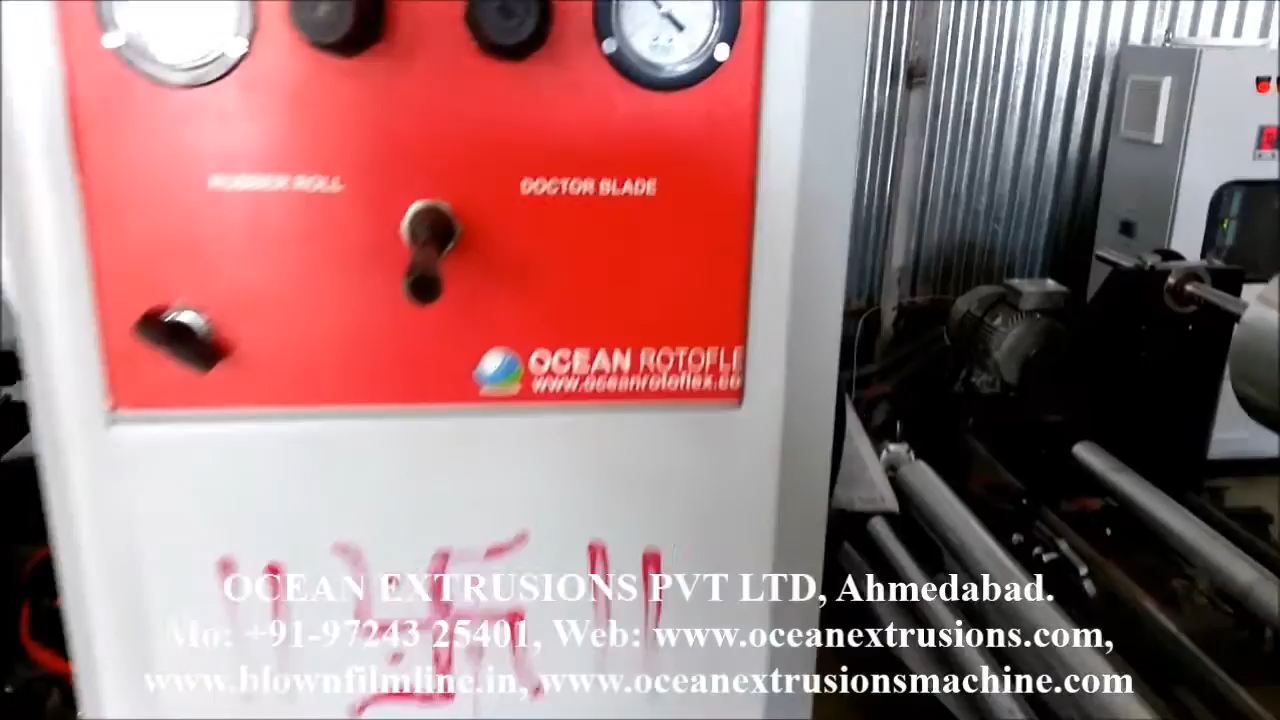 RUBBER ROLL
DOCTOR BLADE
OCEAN ROTOFLE
www.oceanrotoflex.co
OCEAN EXTRUSIONS PVT LTD, Ahmedabad.
Mo: +91-97243 25401, Web: www.oceanextrusions.com,
www.blownfilmline.in, www.oceanextrusionsmachine.com